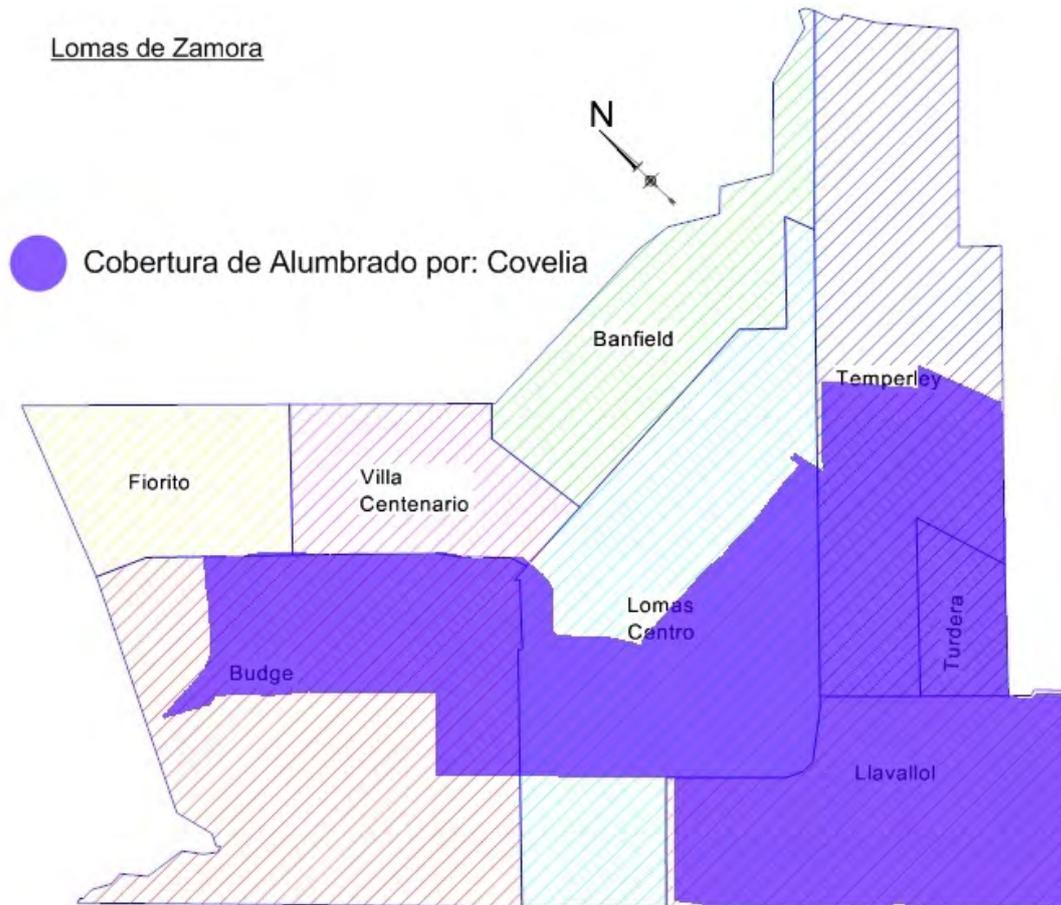 Lomas de Zamora
N
Cobertura de Alumbrado por: Covelia
Banfield
Temperley
Fiorito
Villa
Centenario
Lomas
Centro
Turdera
Budge
Llavallol